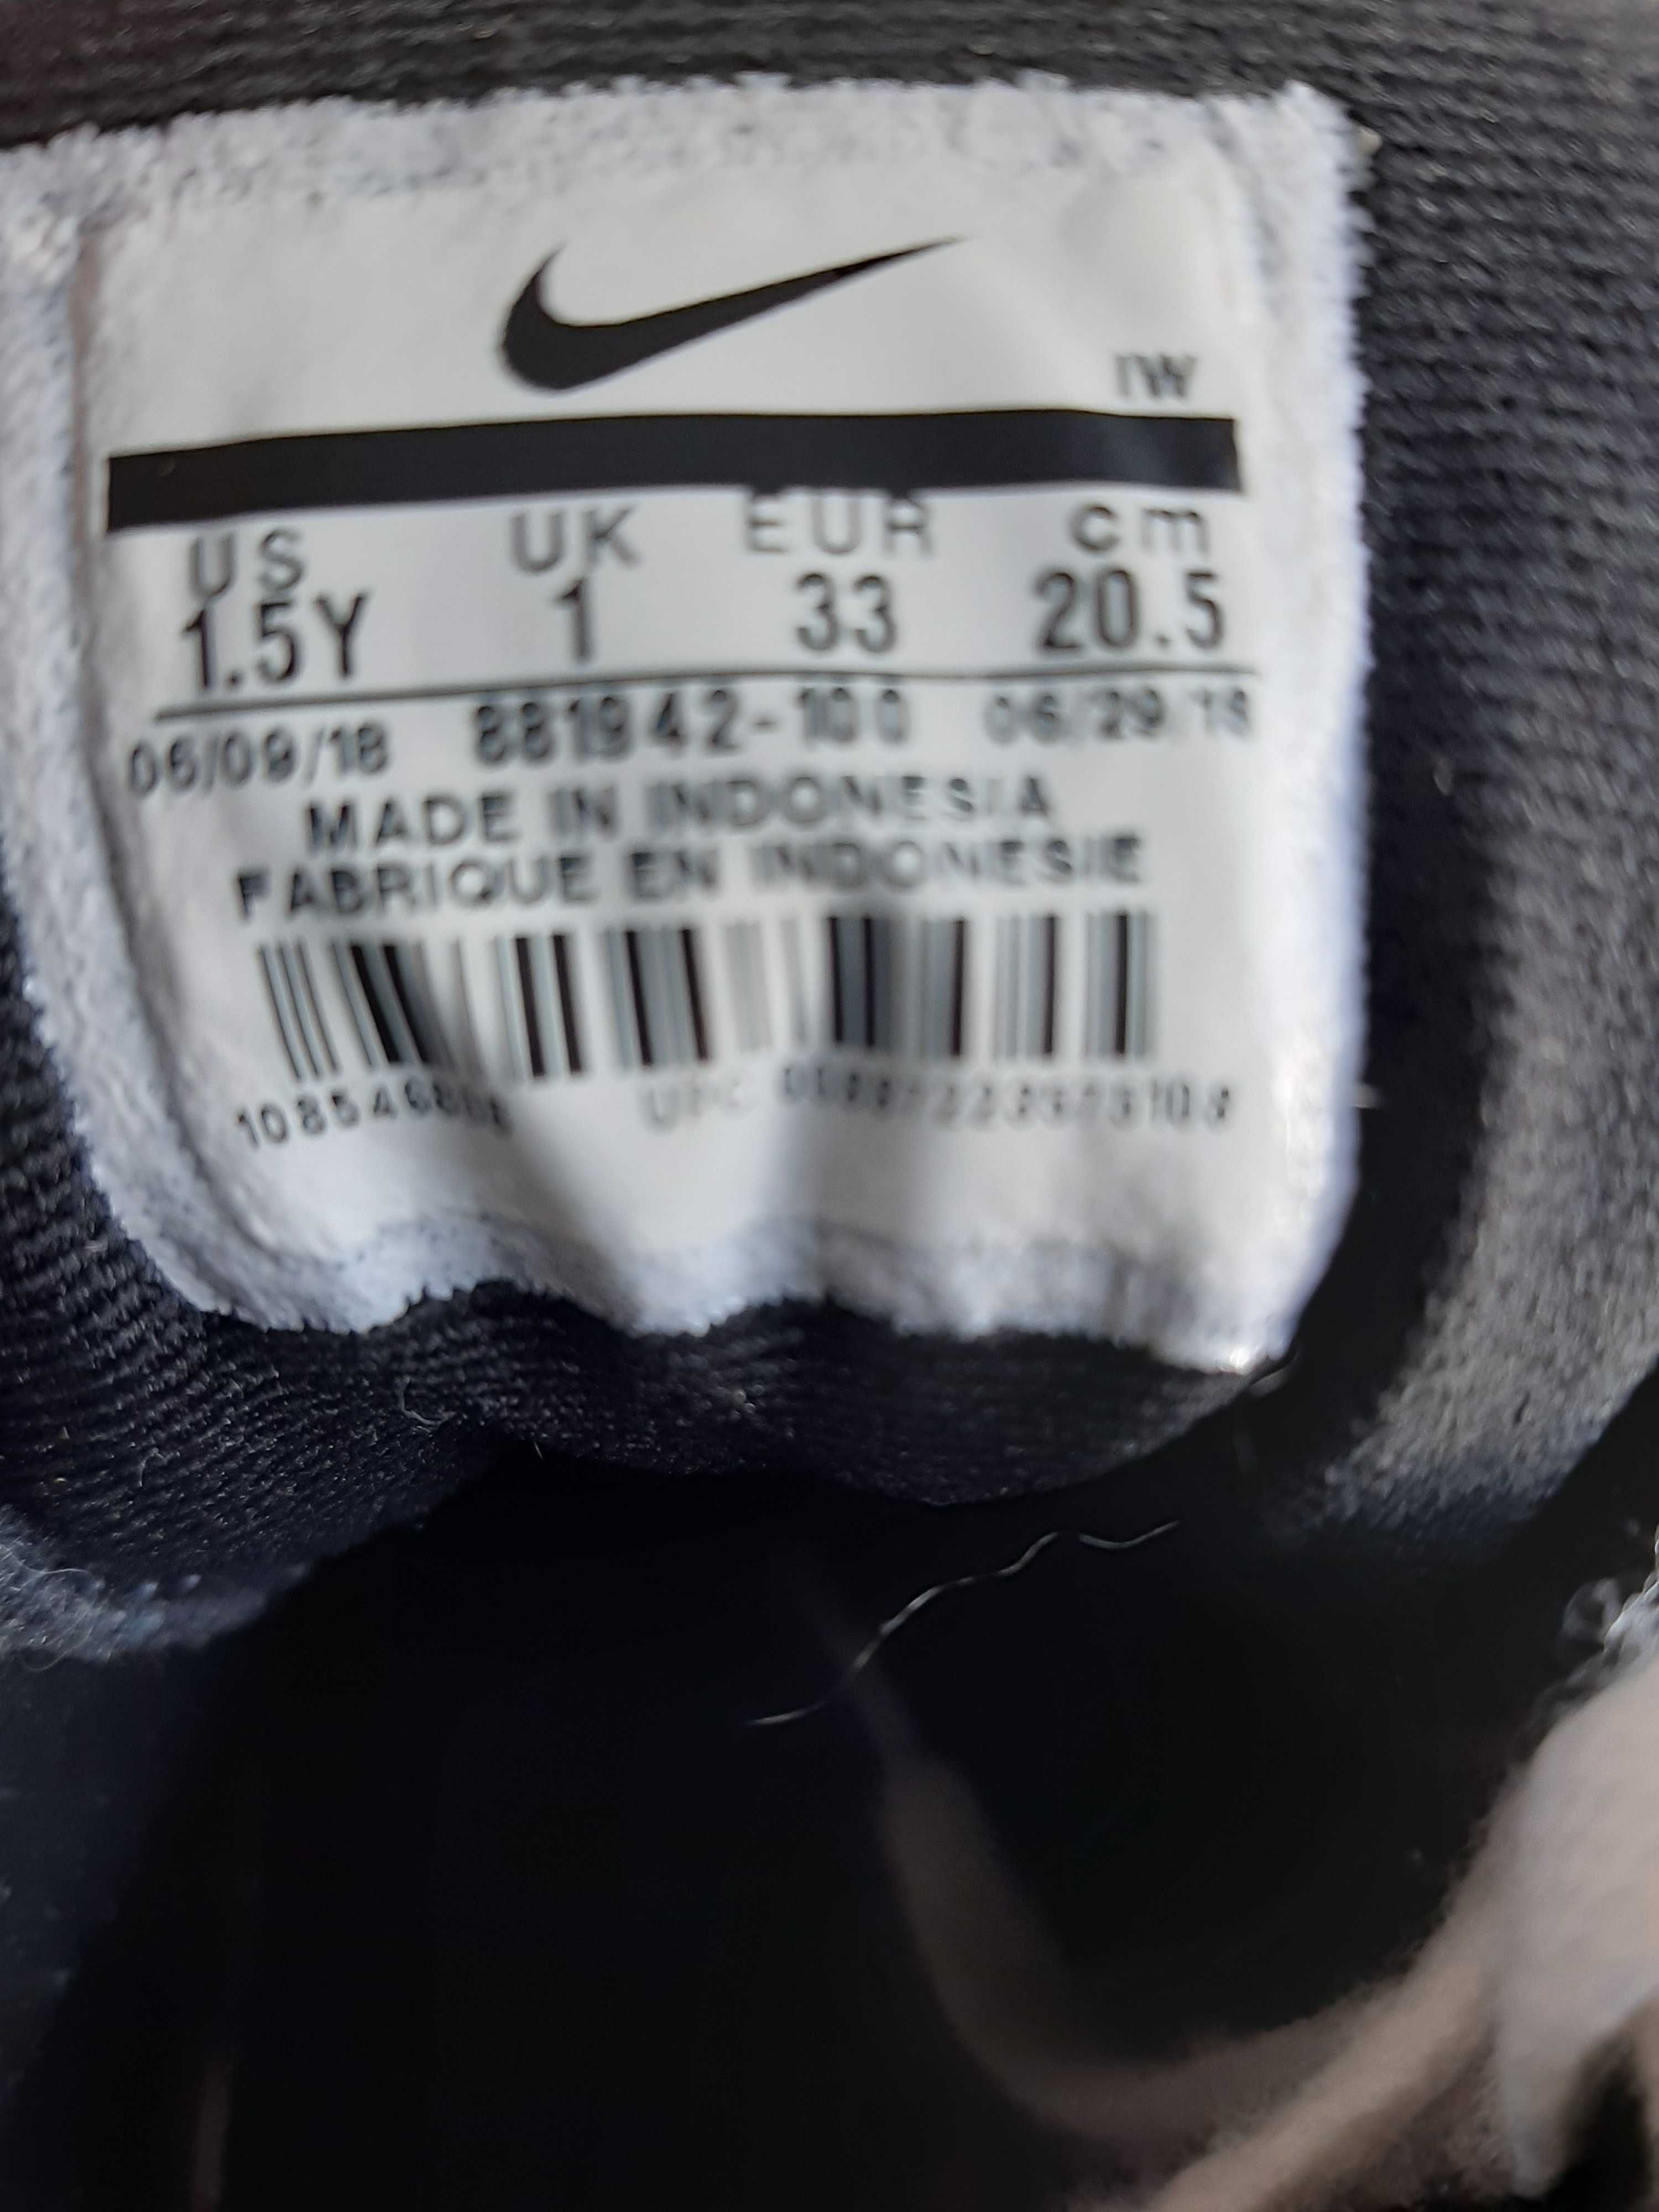 IW
US UK EUR cm
1.5Y 1 33 20.5
06/09/18 881942-100 06/29/18
MADE IN INDONESIA
FABRIQUE EN INDONESIE
UPC